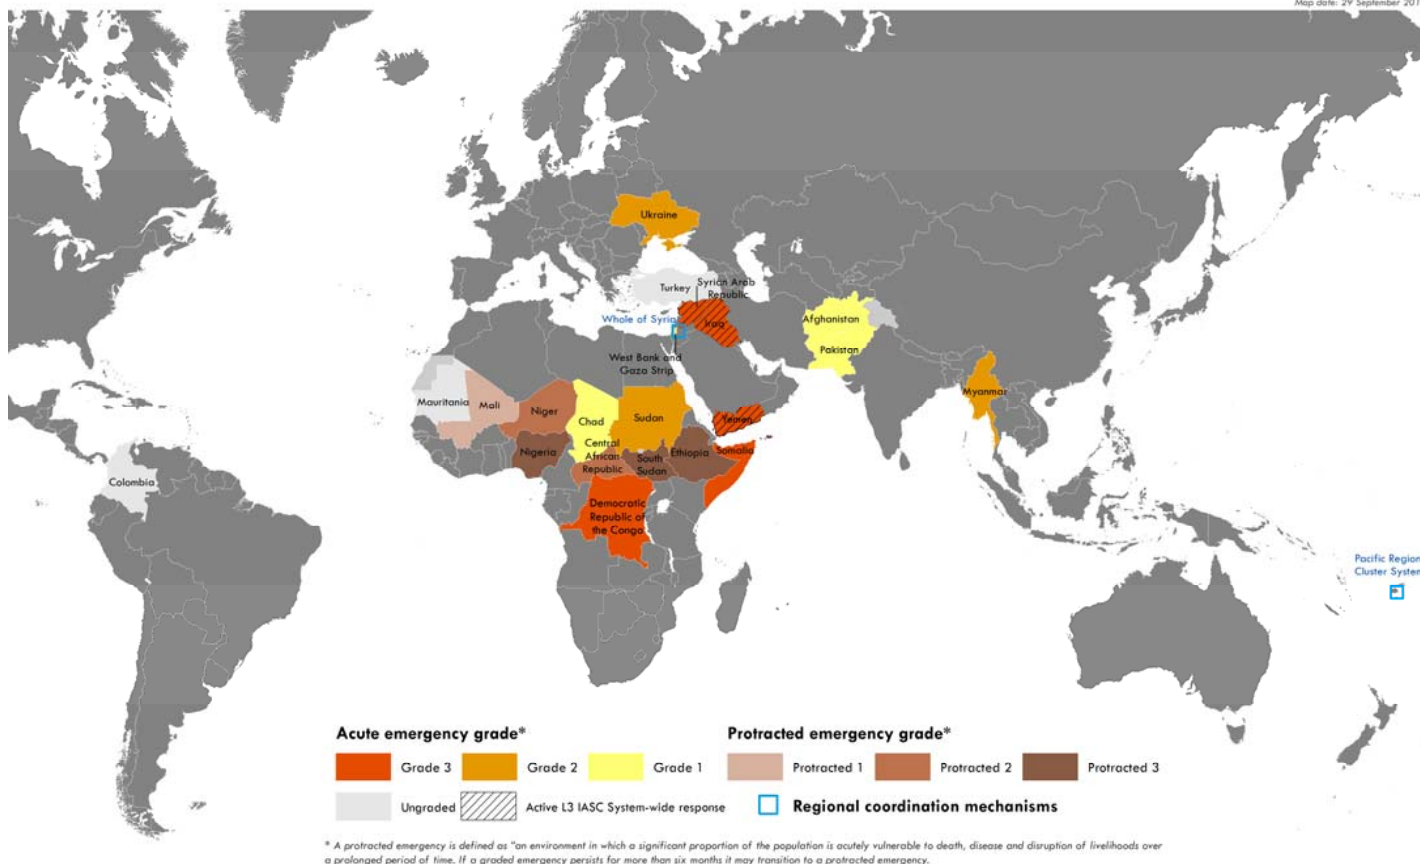 Map date: 29 September 201
Ukraine
Turkey
Syrian Arab
Republic
Whole of Syria
Iraq
Afghanistan
Pakistan
West Bank and
Gaza Strip
Myanmar
Mauritania
Mali
Niger
Chad
Sudan
Yemen
Nigeria
Central
African
Republic
South
Sudan
Ethiopia
Somalia
Colombia
Democratic
Republic of
the Congo
Pacific Region
Cluster System
Acute emergency grade*
Protracted emergency grade*
Grade 3
Grade 2
Grade 1
Protracted 1
Protracted 2
Protracted 3
Ungraded
Active L3 IASC System-wide response
Regional coordination mechanisms
* A protracted emergency is defined as "an environment in which a significant proportion of the population is acutely vulnerable to death, disease and disruption of livelihoods over
a prolonged period of time. If a graded emergency persists for more than six months it may transition to a protracted emergency.